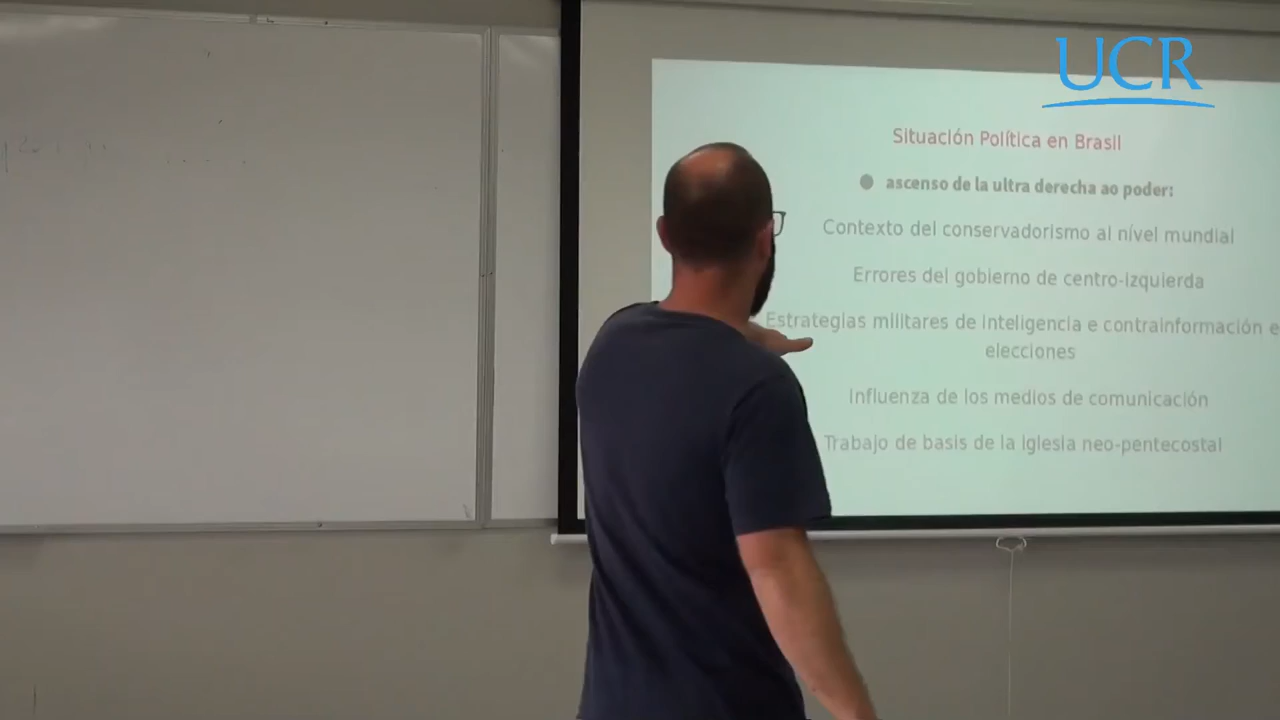 UCR
Situación Política en Brasil
ascenso de la ultra derecha ao poder:
Contexto del conservadorismo al nível mundial
Errores del gobierno de centro-izquierda
Estrategias militares de inteligencia e contrainformación e
elecciones
Influenza de los medios de comunicación
Trabajo de basis de la iglesia neo-pentecostal